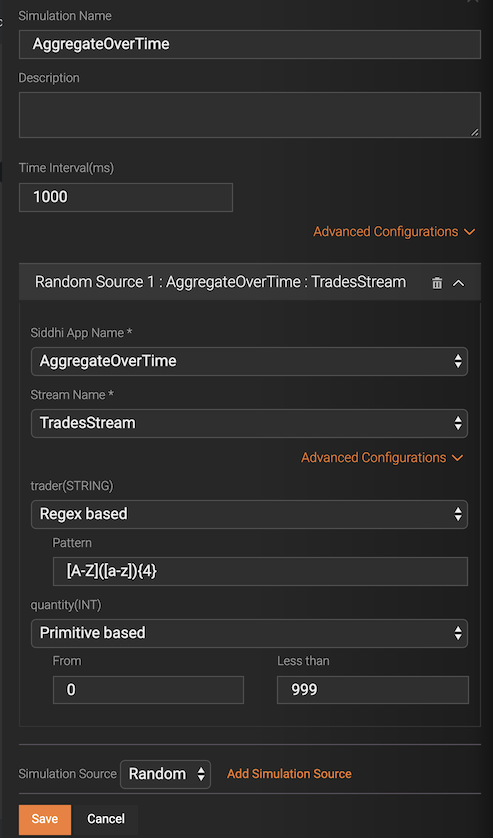 Simulation Name
AggregateOverTime
Description
Time Interval(ms)
1000
Advanced Configurations
Random Source 1 : AggregateOverTime : TradesStream
Siddhi App Name *
AggregateOverTime
Stream Name *
TradesStream
Advanced Configurations
trader(STRING)
Regex based
Pattern
[A-Z]([a-z]){4}
quantity(INT)
Primitive based
From Less than
0 999
Simulation Source Random Add Simulation Source
Save Cancel